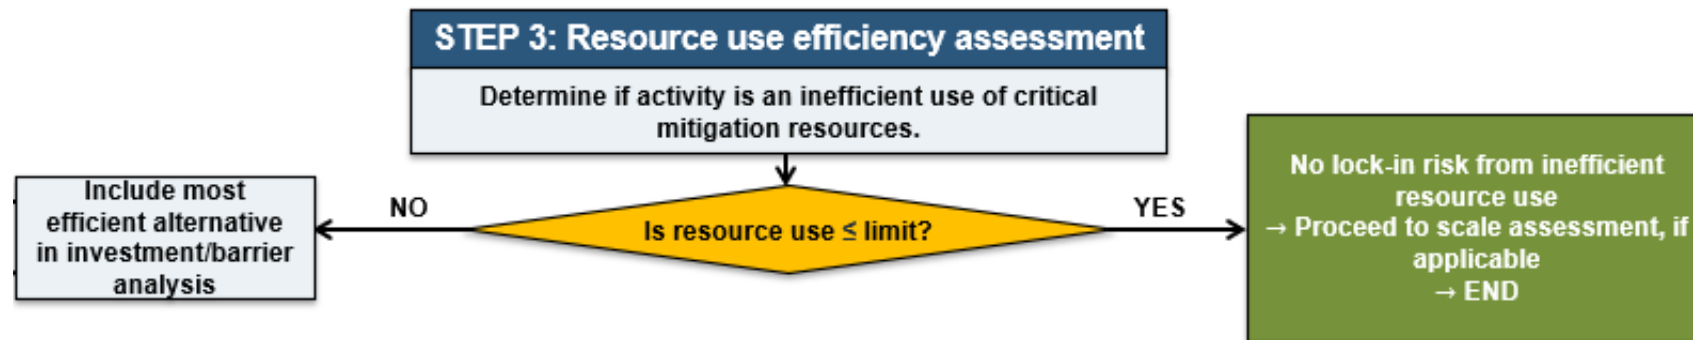 STEP 3: Resource use efficiency assessment
Determine if activity is an inefficient use of critical
mitigation resources.
Include most
efficient alternative
in investment/barrier
analysis
NO
Is resource use ≤ limit?
YES
No lock-in risk from inefficient
resource use
→ Proceed to scale assessment, if
applicable
→ END